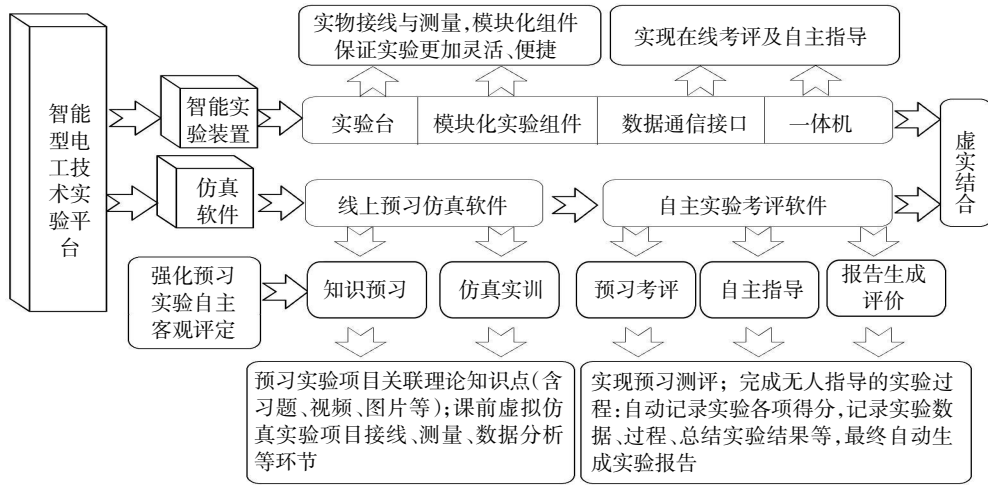 实物接线与测量,模块化组件
保证实验更加灵活、便捷
实现在线考评及自主指导
智能
型电
工技
术实
验平
台
智能实
验装置
实验台
模块化实验组件
数据通信接口
一体机
虚实结合
仿真
软件
线上预习仿真软件
自主实验考评软件
强化预习
实验自主
客观评定
知识预习
仿真实训
预习考评
自主指导
报告生成
评价
预习实验项目关联理论知识点(含
习题、视频、图片等);课前虚拟仿
真实验项目接线、测量、数据分析
等环节
实现预习测评；完成无人指导的实验过
程:自动记录实验各项得分,记录实验数
据、过程、总结实验结果等,最终自动生
成实验报告